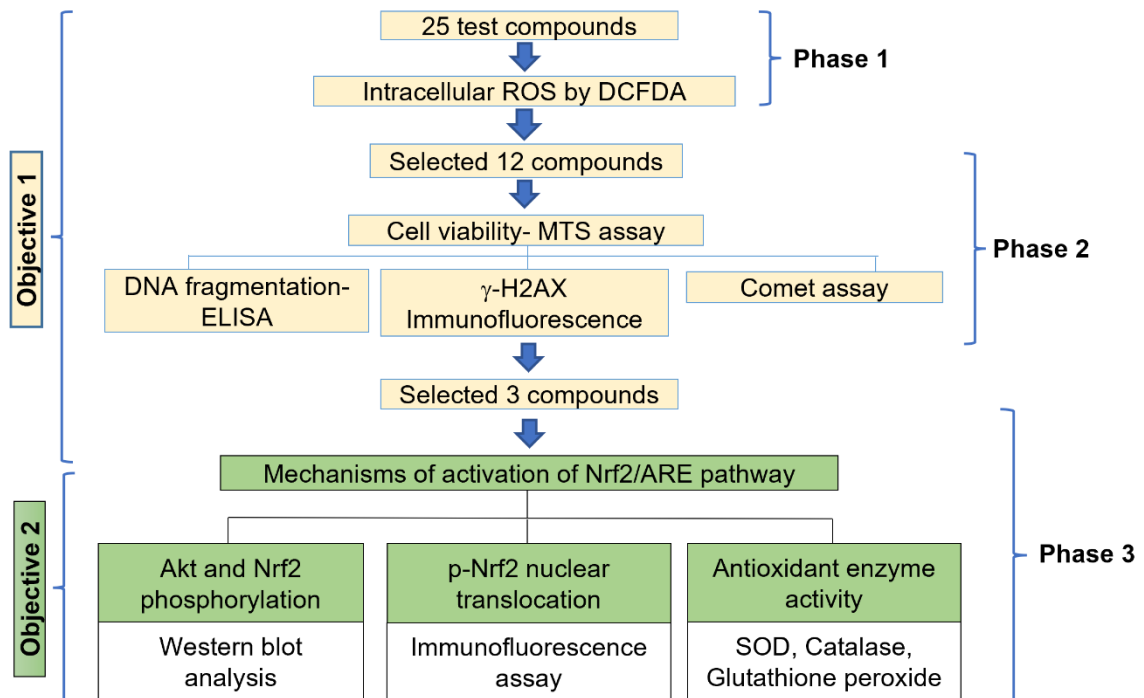 25 test compounds
Phase 1
Intracellular ROS by DCFDA
Objective 1
Selected 12 compounds
Cell viability- MTS assay
Phase 2
DNA fragmentation-
ELISA
γ-H2AX
Immunofluorescence
Comet assay
Selected 3 compounds
Mechanisms of activation of Nrf2/ARE pathway
Objective 2
Phase 3
Akt and Nrf2
phosphorylation
Western blot
analysis
p-Nrf2 nuclear
translocation
Immunofluorescence
assay
Antioxidant enzyme
activity
SOD, Catalase,
Glutathione peroxide